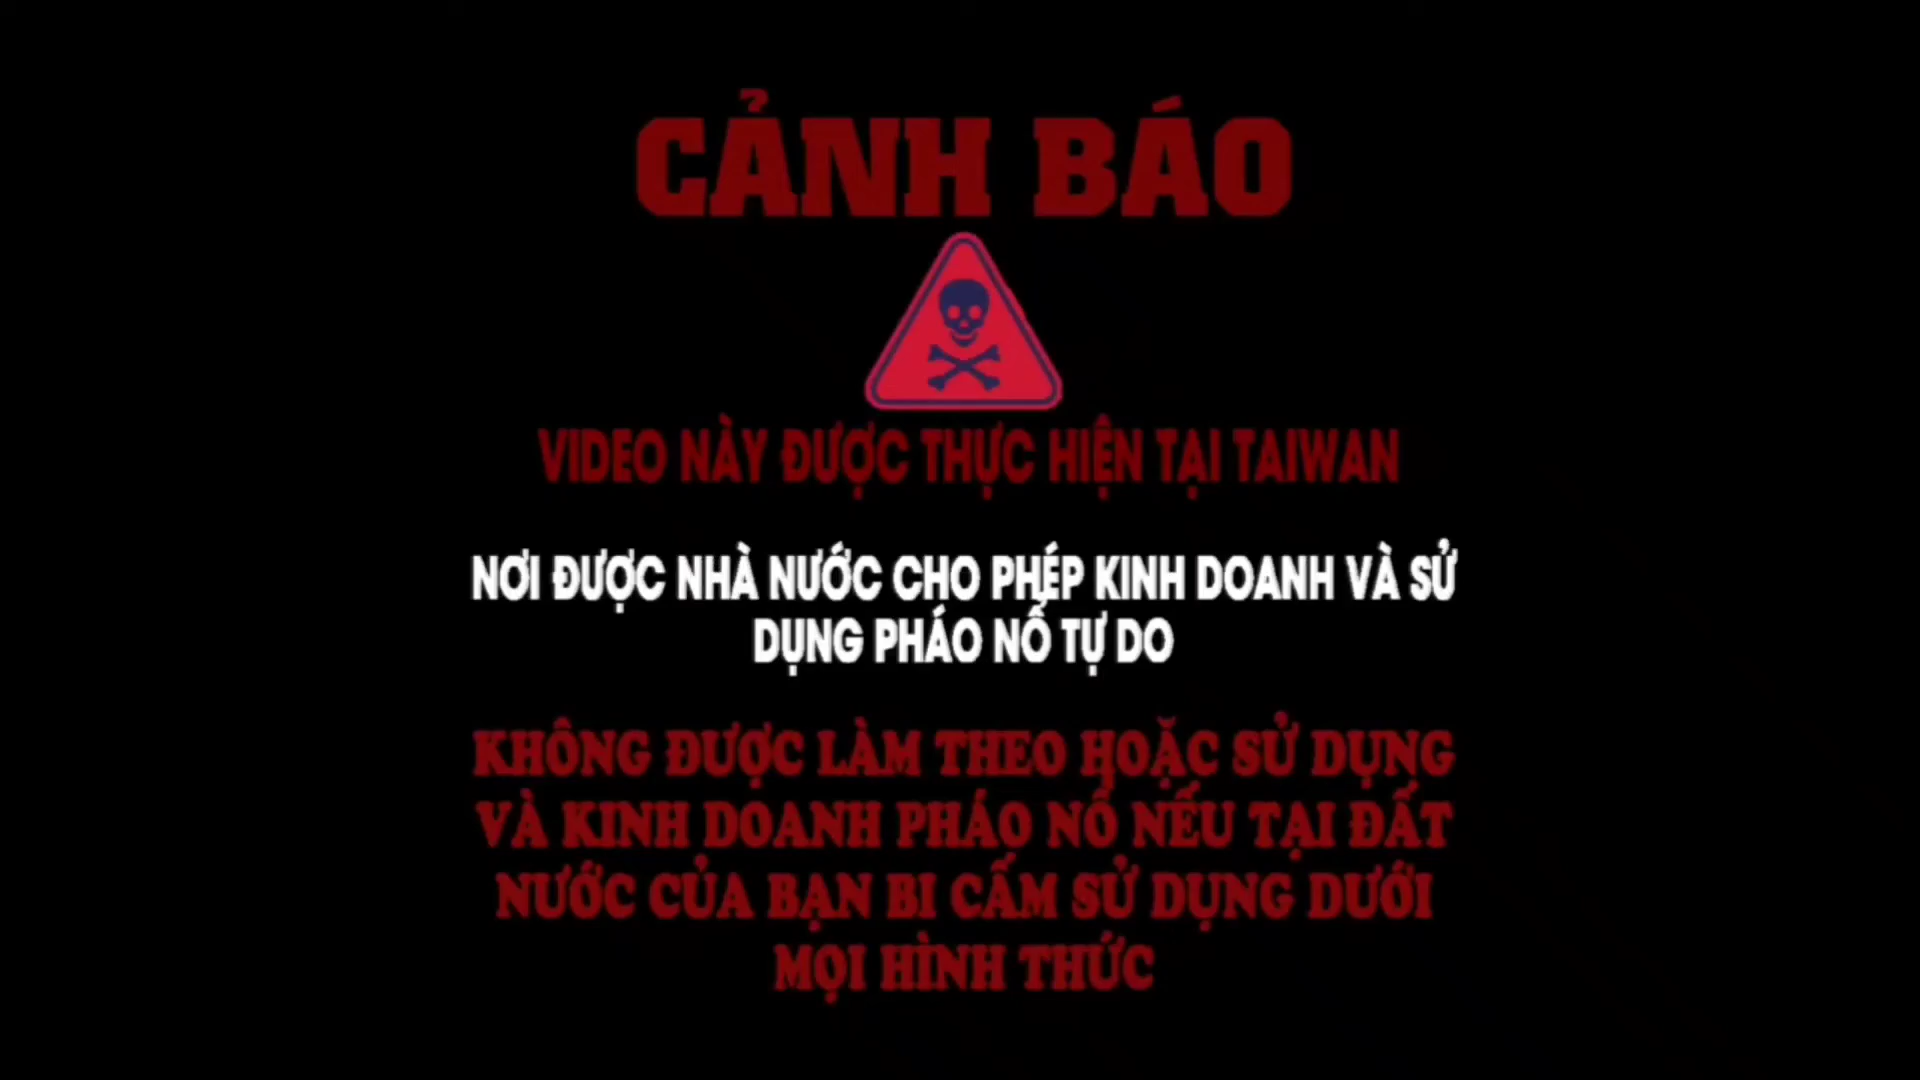 CẢNH BÁO
VIDEO NÀY ĐƯỢC THỰC HIỆN TẠI TAIWAN
NƠI ĐƯỢC NHÀ NƯỚC CHO PHÉP KINH DOANH VÀ SỬ
DỤNG PHÁO NỔ TỰ DO
KHÔNG ĐƯỢC LÀM THEO HOẶC SỬ DỤNG
VÀ KINH DOANH PHÁO NỔ NẾU TẠI ĐẤT
NƯỚC CỦA BẠN BI CẤM SỬ DỤNG DƯỚI
MỌI HÌNH THỨC